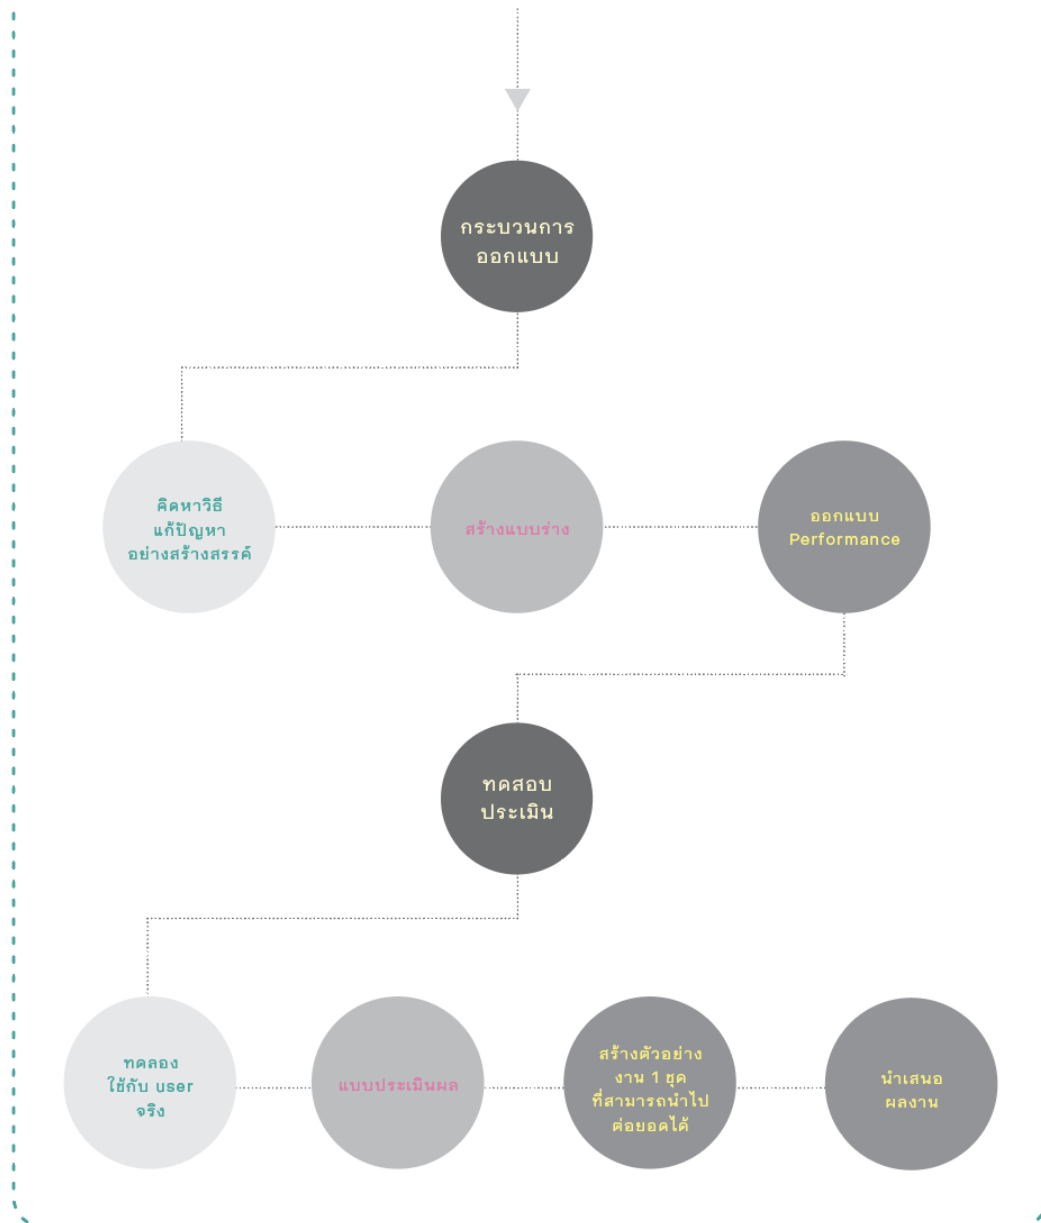 กระบวนการ
ออกแบบ
คิดหาวิธี
แก้ปัญหา
อย่างสร้างสรรค์
สร้างแบบร่าง
ออกแบบ
Performance
ทดสอบ
ประเมิน
ทดลอง
ใช้กับ user
จริง
แบบประเมินผล
สร้างตัวอย่าง
งาน 1 ชุด
ที่สามารถนำไป
ต่อยอดได้
นำเสนอ
ผลงาน